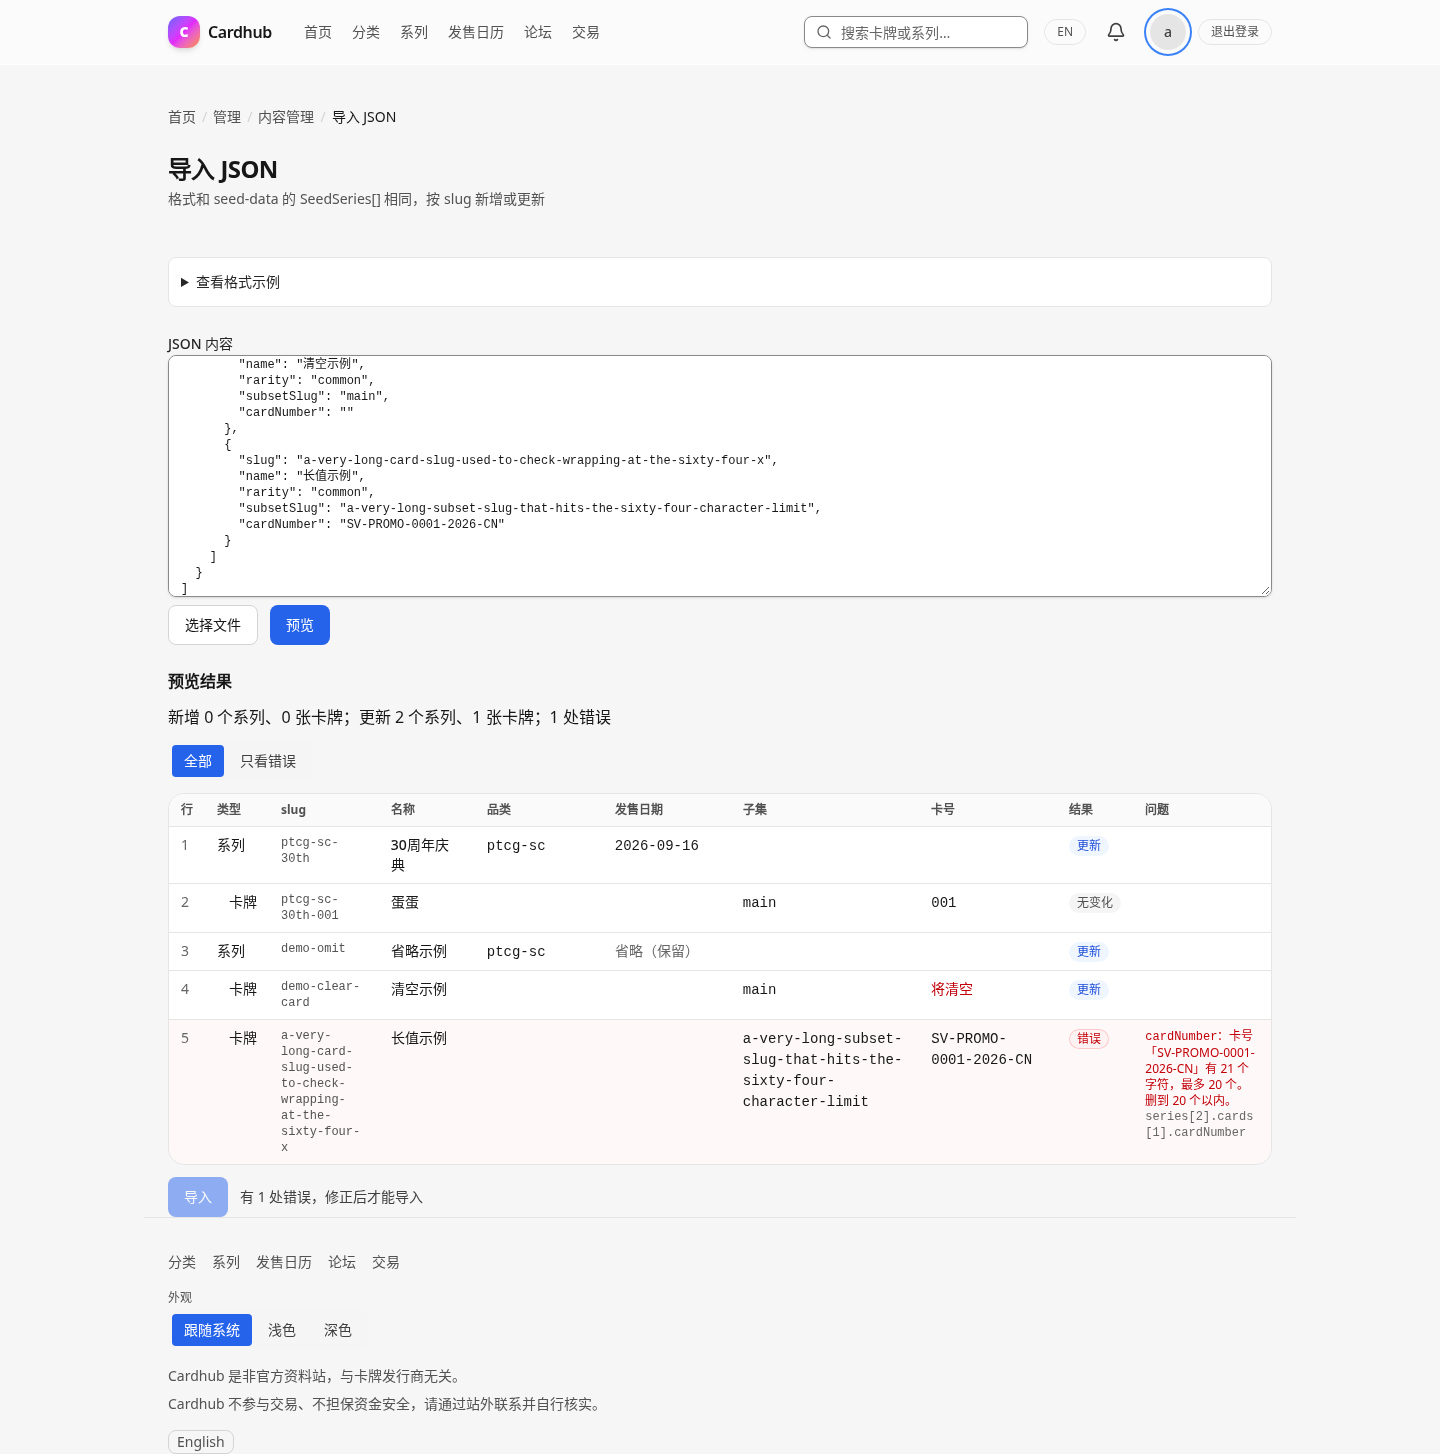 C Cardhub 首页 分类 系列 发售日历 论坛 交易 搜索卡牌或系列... EN a 退出登录
首页 / 管理 / 内容管理 / 导入 JSON
导入 JSON
格式和 seed-data 的 SeedSeries[] 相同，按 slug 新增或更新
▶ 查看格式示例
JSON 内容
"name": "清空示例",
"rarity": "common",
"subsetSlug": "main",
"cardNumber": ""
},
{
"slug": "a-very-long-card-slug-used-to-check-wrapping-at-the-sixty-four-x",
"name": "长值示例",
"rarity": "common",
"subsetSlug": "a-very-long-subset-slug-that-hits-the-sixty-four-character-limit",
"cardNumber": "SV-PROMO-0001-2026-CN"
}
]
}
]
选择文件 预览
预览结果
新增 0 个系列、0 张卡牌；更新 2 个系列、1 张卡牌；1 处错误
全部 只看错误
行 类型 slug 名称 品类 发售日期 子集 卡号 结果 问题
1 系列 ptcg-sc-30th 30周年庆典 ptcg-sc 2026-09-16 更新
2 卡牌 ptcg-sc-30th-001 蛋蛋 main 001 无变化
3 系列 demo-omit 省略示例 ptcg-sc 省略（保留） 更新
4 卡牌 demo-clear-card 清空示例 main 将清空 更新
5 卡牌 a-very-long-card-slug-used-to-check-wrapping-at-the-sixty-four-x 长值示例 a-very-long-subset-slug-that-hits-the-sixty-four-character-limit SV-PROMO-0001-2026-CN 错误 cardNumber：卡号「SV-PROMO-0001-2026-CN」有 21 个字符，最多 20 个。删到 20 个以内。 series[2].cards[1].cardNumber
导入 有 1 处错误，修正后才能导入
分类 系列 发售日历 论坛 交易
外观
跟随系统 浅色 深色
Cardhub 是非官方资料站，与卡牌发行商无关。
Cardhub 不参与交易、不担保资金安全，请通过站外联系并自行核实。
English